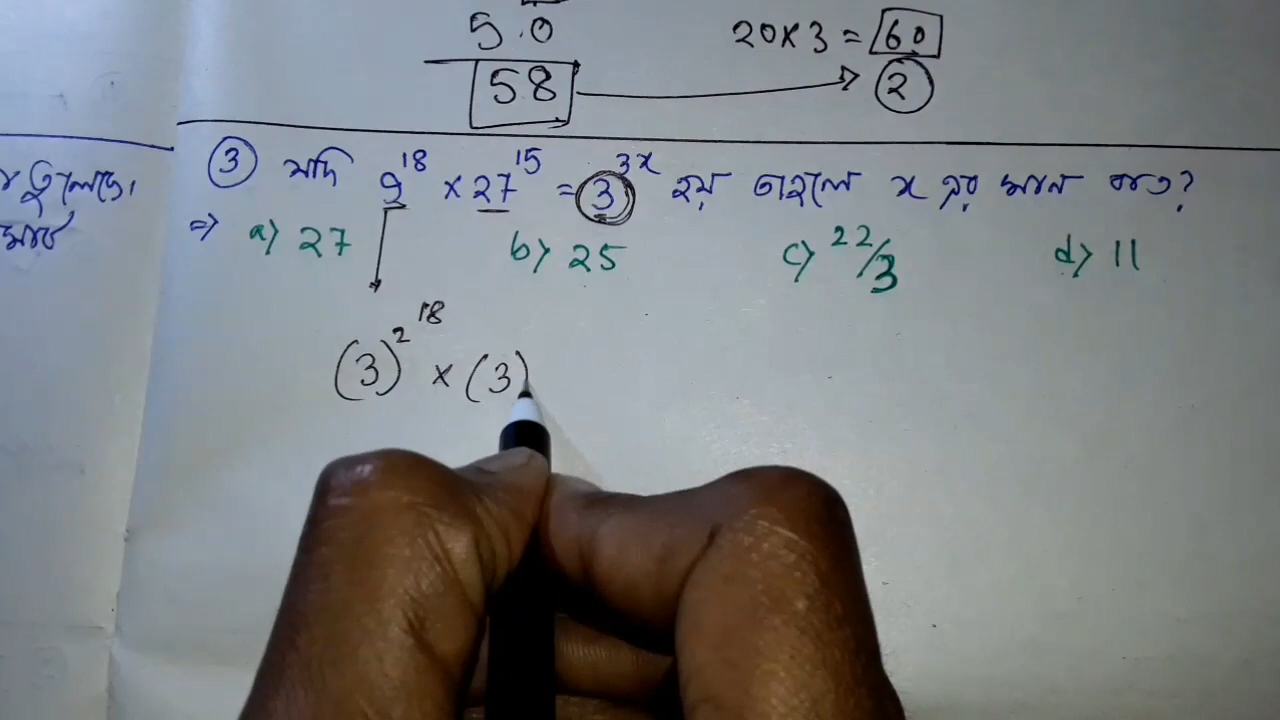 5.0
20×3 = 60
58
2
তুলেছে।
3 যদি 9^18 × 27^15 = 3^3x হয় তাহলে x এর মান কত?
⇒ a) 27 b) 25 c) 22/3 d) 11
(3)^2^18 × (3)